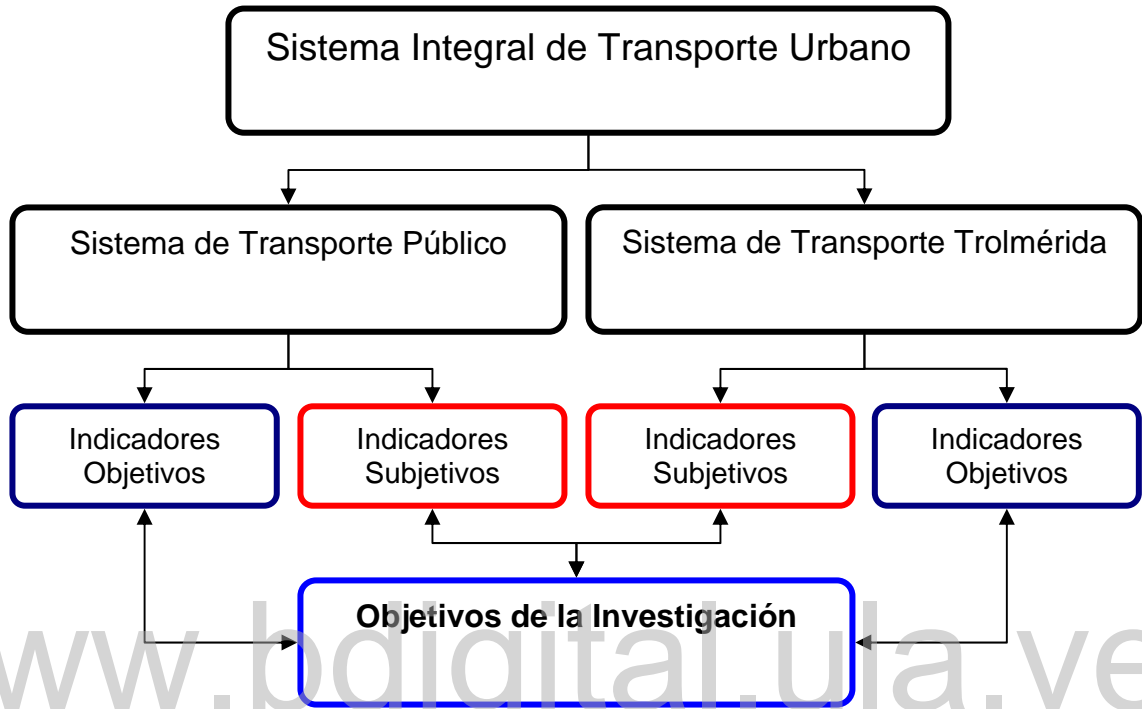 Sistema Integral de Transporte Urbano
Sistema de Transporte Público
Sistema de Transporte Trolmérida
Indicadores
Objetivos
Indicadores
Subjetivos
Indicadores
Subjetivos
Indicadores
Objetivos
Objetivos de la Investigación
ww.bdigital.ula.ve